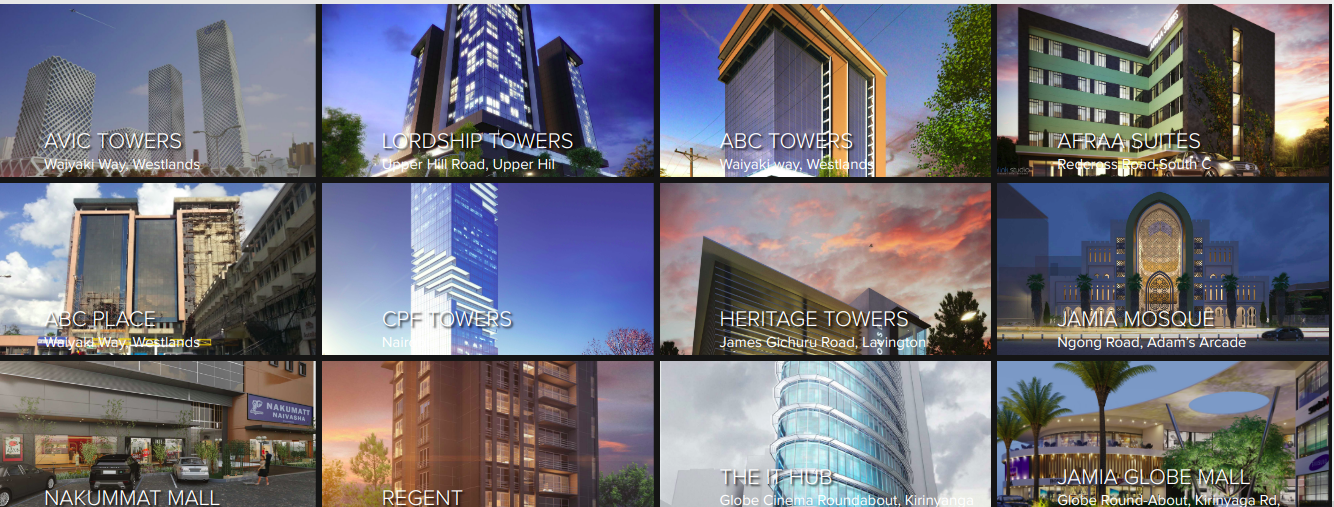 AVIC TOWERS
Waiyaki Way, Westlands
LORDSHIP TOWERS
Upper Hill Road, Upper Hil
ABC TOWERS
Waiyaki way, Westlands
AFRAA SUITES
Redcross Road,South C
ABC PLACE
Waiyaki Way, Westlands
CPF TOWERS
HERITAGE TOWERS
James Gichuru Road, Lavington
JAMIA MOSQUE
Ngong Road, Adam's Arcade
NAKUMATT
NAIVASHA
NAKUMMAT MALL
REGENT
THE IT HUB
Globe Cinema Roundabout, Kirinyanga
JAMIA GLOBE MALL
Globe Round-About, Kirinyaga Rd,